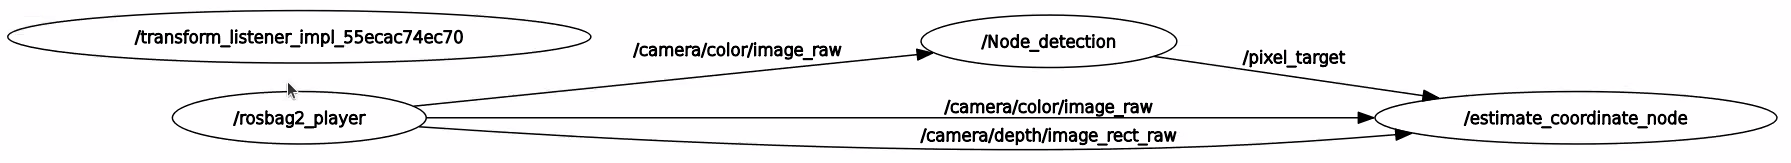 /transform_listener_impl_55ecac74ec70
/camera/color/image_raw
/Node_detection
/pixel_target
/rosbag2_player
/camera/color/image_raw
/estimate_coordinate_node
/camera/depth/image_rect_raw